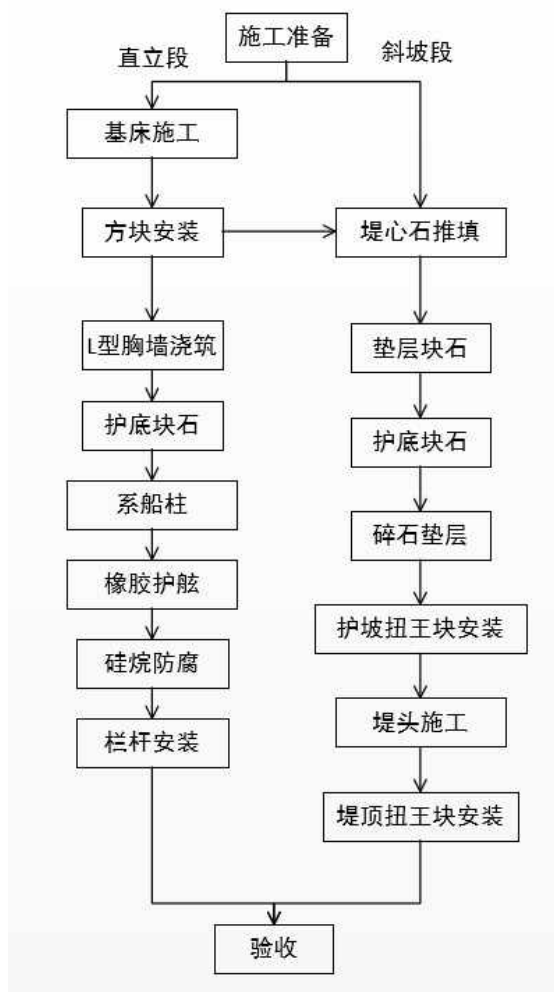 施工准备
直立段
斜坡段
基床施工
方块安装
堤心石推填
L型胸墙浇筑
垫层块石
护底块石
护底块石
系船柱
碎石垫层
橡胶护舷
护坡扭王块安装
硅烷防腐
堤头施工
栏杆安装
堤顶扭王块安装
验收